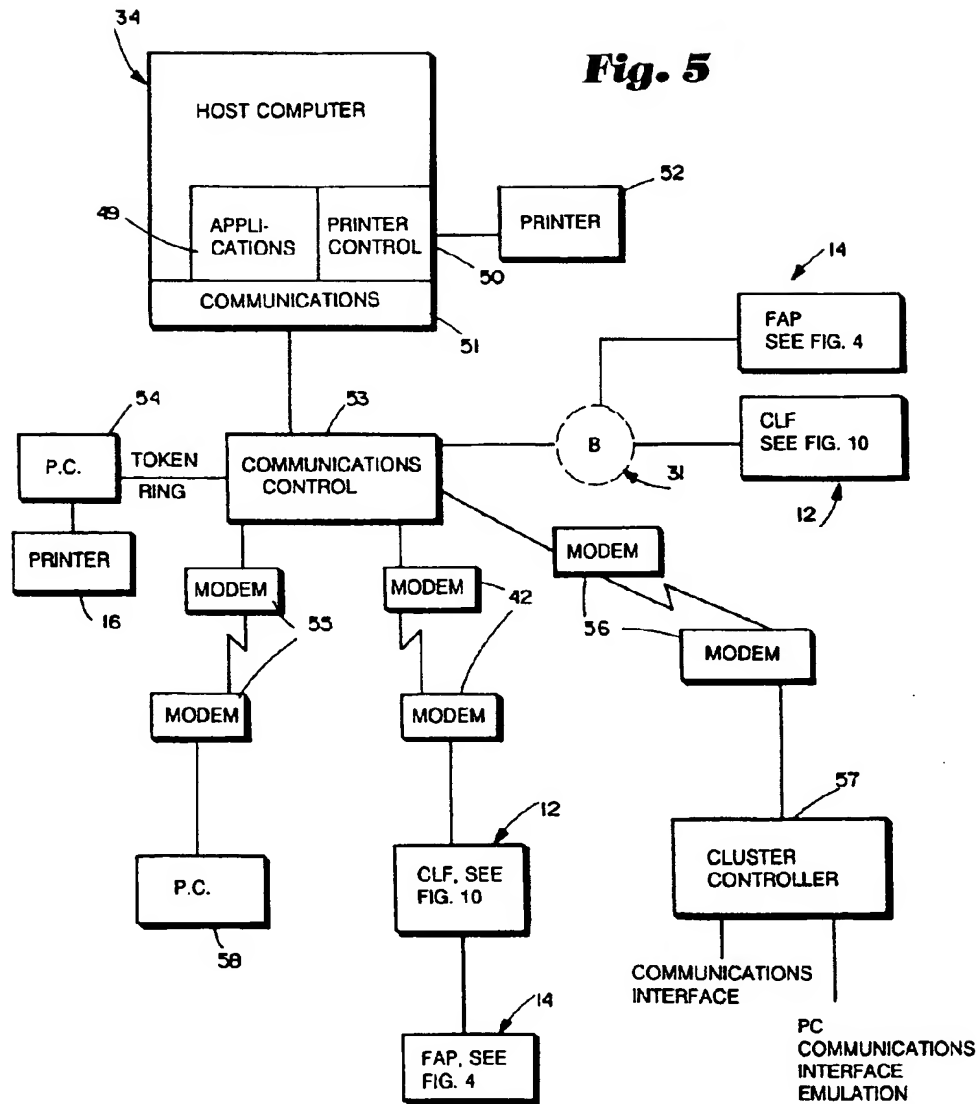 34
Fig. 5
HOST COMPUTER
49
APPLI-
CATIONS
PRINTER
CONTROL
50
COMMUNICATIONS
51
52
PRINTER
14
FAP
SEE FIG. 4
54
P.C.
TOKEN
RING
53
COMMUNICATIONS
CONTROL
B
31
CLF
SEE FIG. 10
12
PRINTER
16
MODEM
55
MODEM
42
MODEM
56
MODEM
MODEM
MODEM
57
CLUSTER
CONTROLLER
12
CLF, SEE
FIG. 10
P.C.
58
COMMUNICATIONS
INTERFACE
14
FAP, SEE
FIG. 4
PC
COMMUNICATIONS
INTERFACE
EMULATION